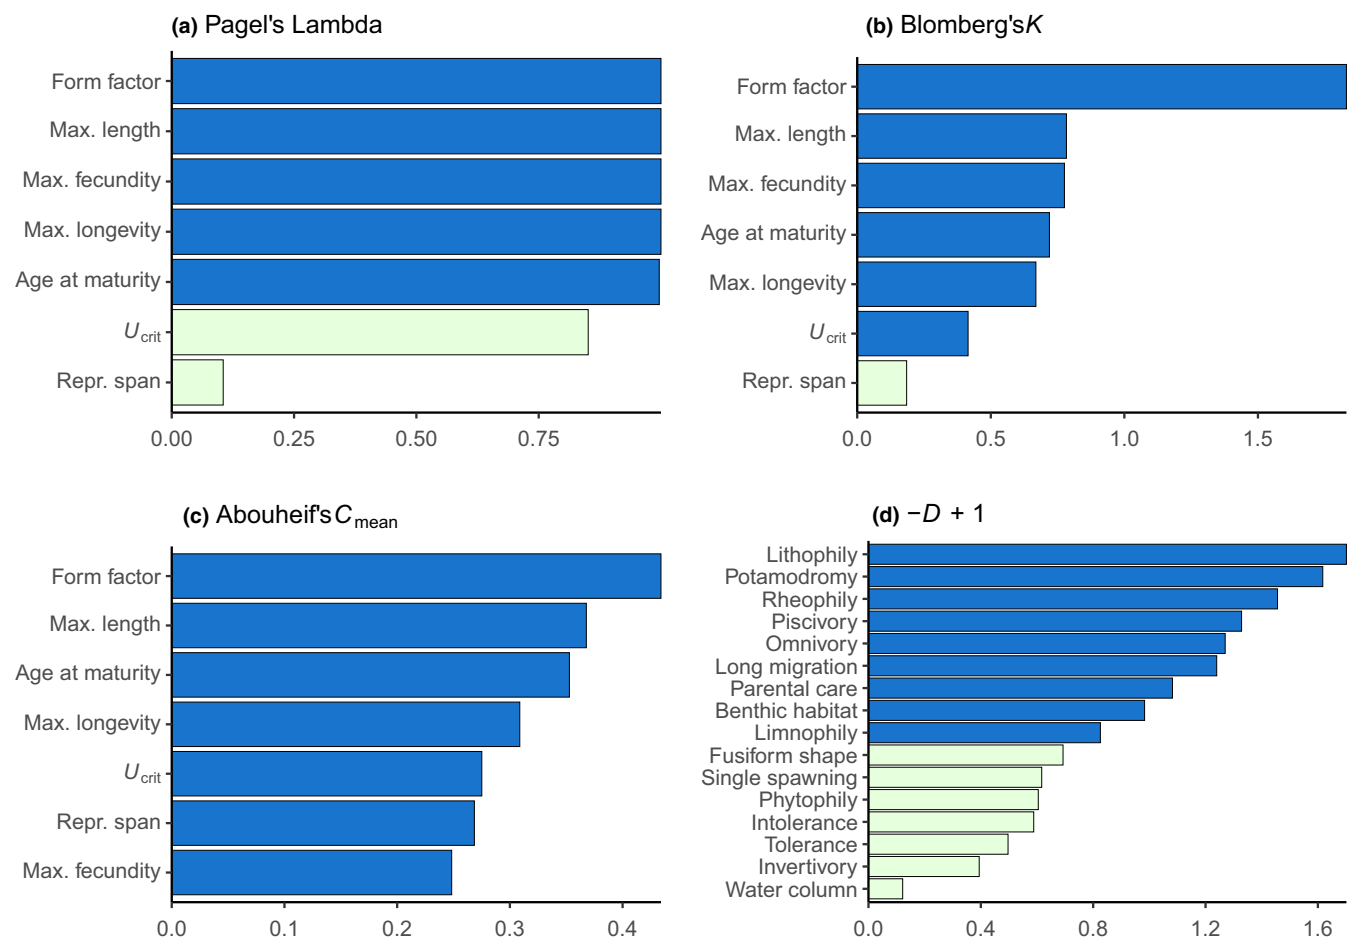 (a) Pagel's Lambda
Form factor
Max. length
Max. fecundity
Max. longevity
Age at maturity
Ucrit
Repr. span
0.00 0.25 0.50 0.75
(b) Blomberg'sK
Form factor
Max. length
Max. fecundity
Age at maturity
Max. longevity
Ucrit
Repr. span
0.0 0.5 1.0 1.5
(c) Abouheif's Cmean
Form factor
Max. length
Age at maturity
Max. longevity
Ucrit
Repr. span
Max. fecundity
0.0 0.1 0.2 0.3 0.4
(d) −D + 1
Lithophily
Potamodromy
Rheophily
Piscivory
Omnivory
Long migration
Parental care
Benthic habitat
Limnophily
Fusiform shape
Single spawning
Phytophily
Intolerance
Tolerance
Invertivory
Water column
0.0 0.4 0.8 1.2 1.6